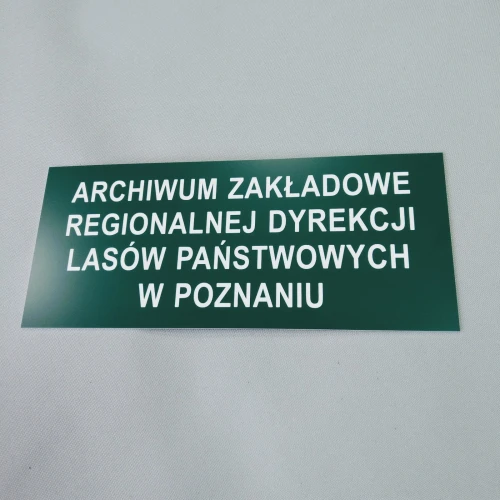 ARCHIWUM ZAKŁADOWE
REGIONALNEJ DYREKCJI
LASÓW PAŃSTWOWYCH
W POZNANIU